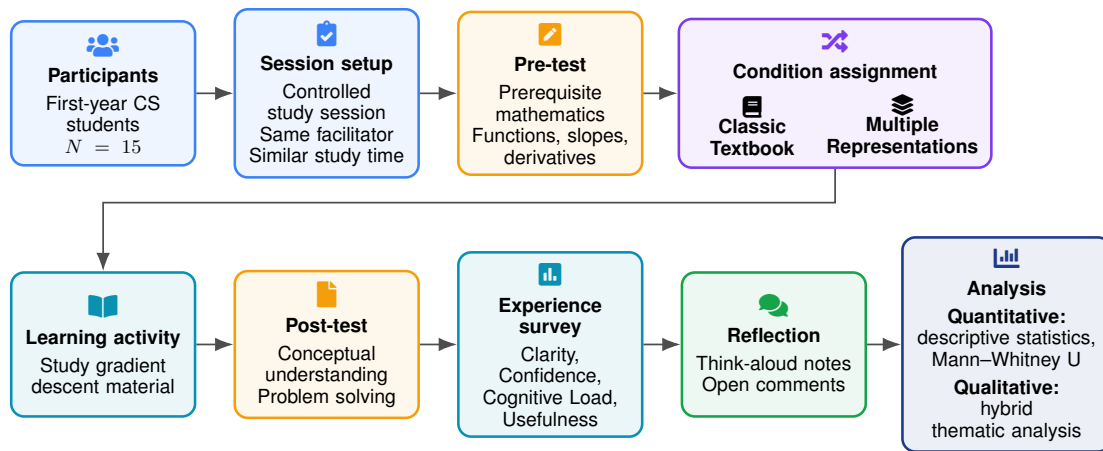 Participants
First-year CS
students
N = 15
Session setup
Controlled
study session
Same facilitator
Similar study time
Pre-test
Prerequisite
mathematics
Functions, slopes,
derivatives
Condition assignment
Classic
Textbook
Multiple
Representations
Learning activity
Study gradient
descent material
Post-test
Conceptual
understanding
Problem solving
Experience
survey
Clarity,
Confidence,
Cognitive Load,
Usefulness
Reflection
Think-aloud notes
Open comments
Analysis
Quantitative:
descriptive statistics,
Mann–Whitney U
Qualitative:
hybrid
thematic analysis